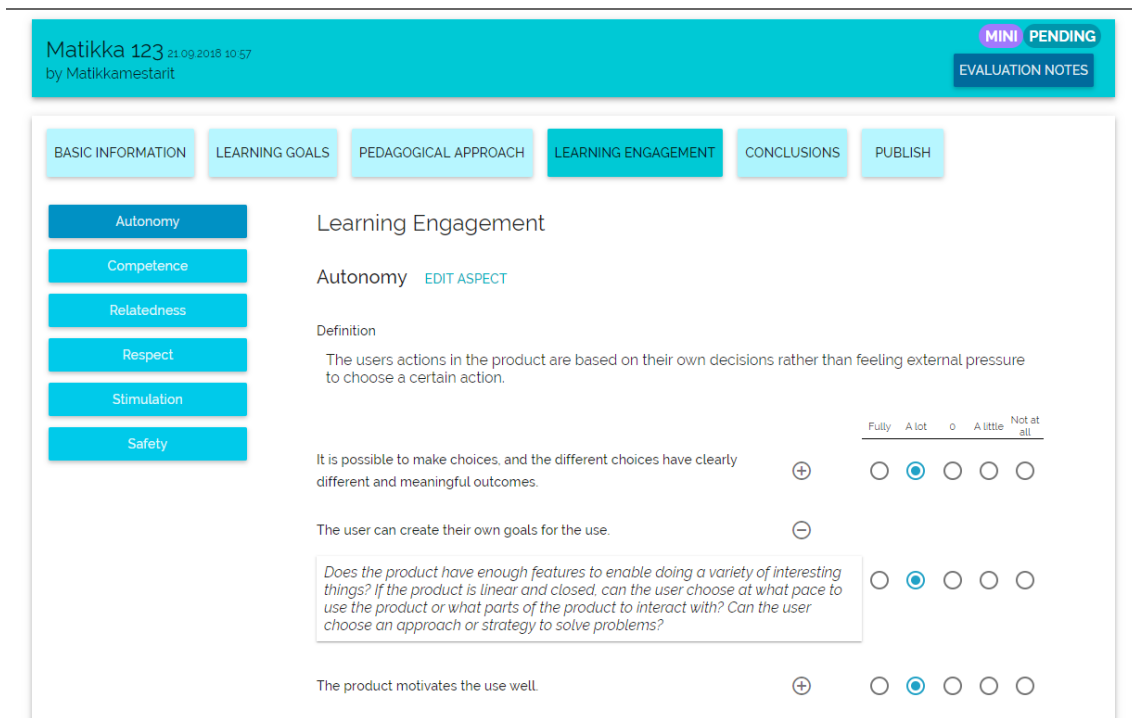 Matikka 123 21.09.2018 10:57
by Matikkamestarit
MINI PENDING
EVALUATION NOTES
BASIC INFORMATION
LEARNING GOALS
PEDAGOGICAL APPROACH
LEARNING ENGAGEMENT
CONCLUSIONS
PUBLISH
Autonomy
Competence
Relatedness
Respect
Stimulation
Safety
Learning Engagement
Autonomy EDIT ASPECT
Definition
The users actions in the product are based on their own decisions rather than feeling external pressure
to choose a certain action.
Fully A lot 0 A little Not at
all
It is possible to make choices, and the different choices have clearly
different and meaningful outcomes.
The user can create their own goals for the use.
Does the product have enough features to enable doing a variety of interesting
things? If the product is linear and closed, can the user choose at what pace to
use the product or what parts of the product to interact with? Can the user
choose an approach or strategy to solve problems?
The product motivates the use well.